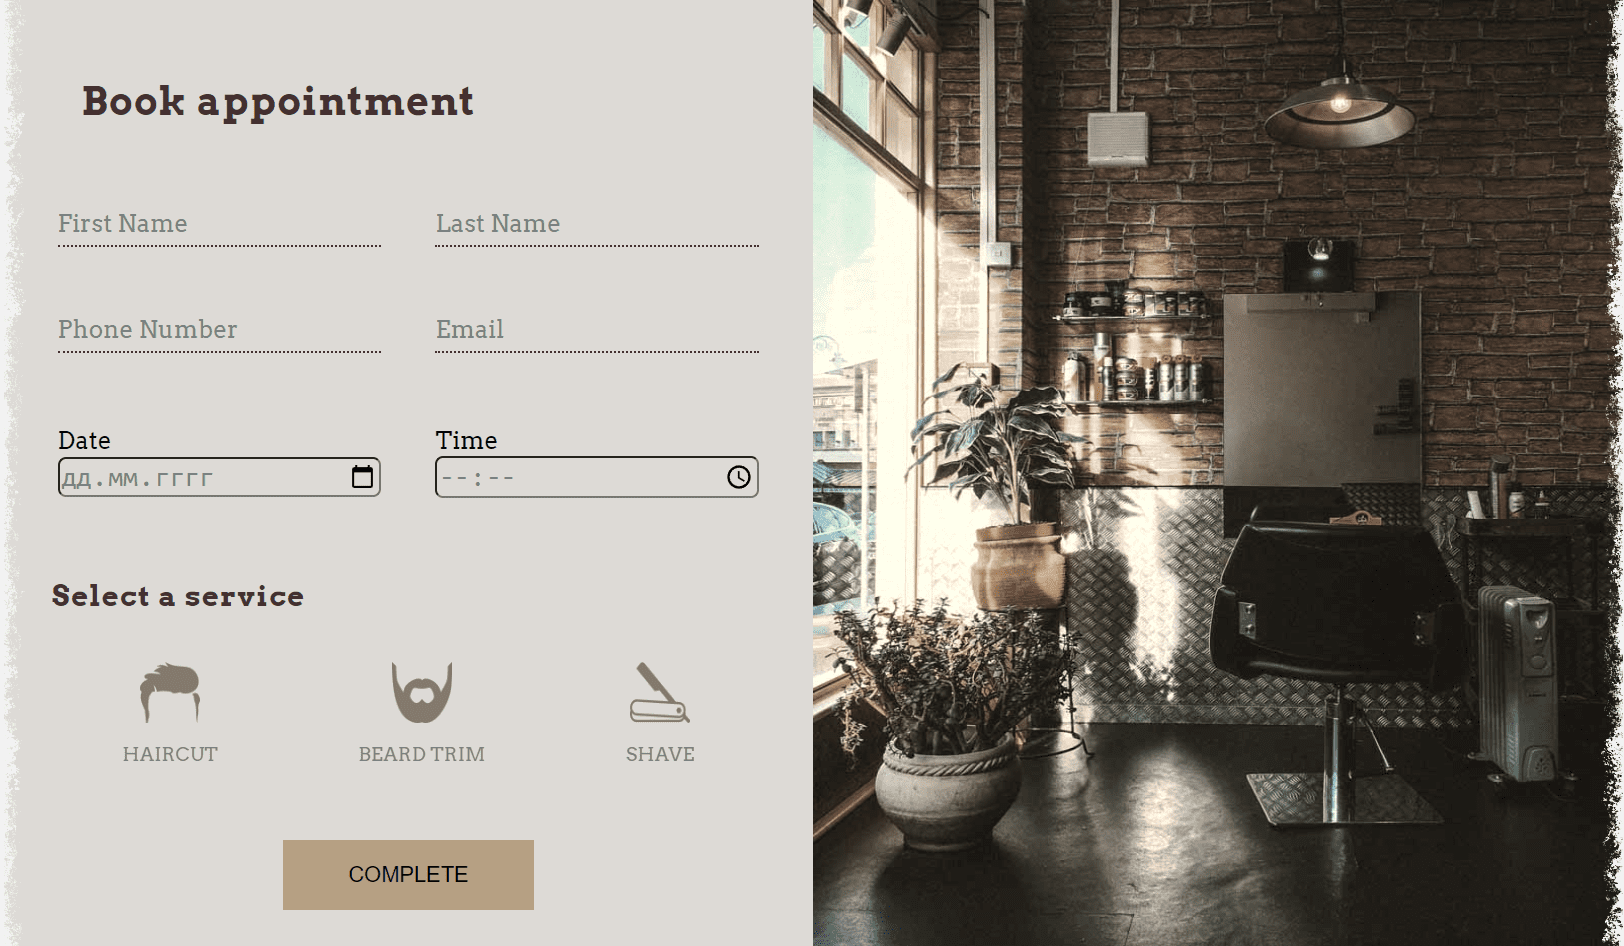 Book appointment
First Name
Last Name
Phone Number
Email
Date
Time
дд.мм.гггг
--:--
Select a service
HAIRCUT
BEARD TRIM
SHAVE
COMPLETE